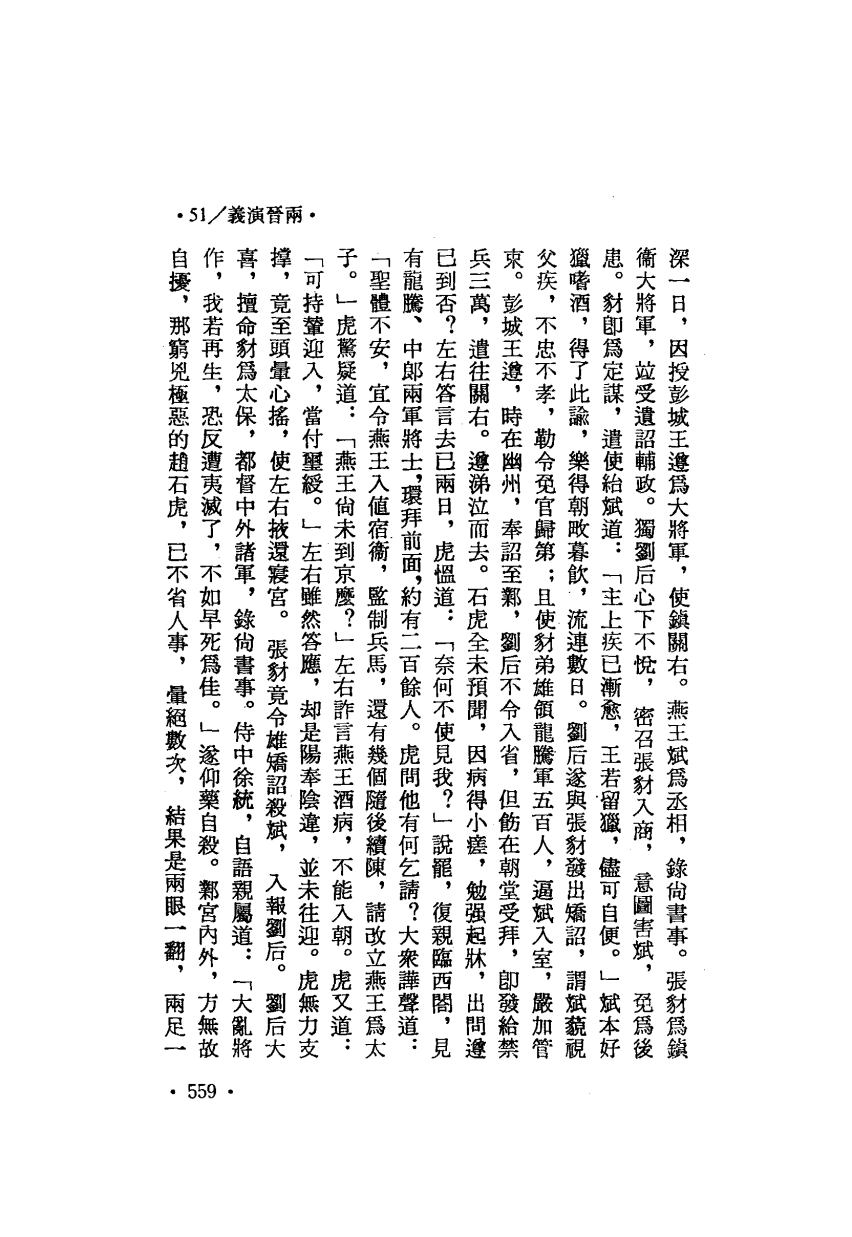 •兩晉演義/51•
深一日，因授彭城王遵爲大將軍，使鎮關右。燕王斌爲丞相，錄尙書事。張豺爲鎮
衞大將軍，竝受遺詔輔政。獨劉后心下不悅，密召張豺入商，意圖害斌，免爲後
患。豺卽爲定謀，遣使紿斌道：「主上疾已漸愈，王若留獵，儘可自便。」斌本好
獵嗜酒，得了此諭，樂得朝畋暮飲，流連數日。劉后遂與張豺發出矯詔，謂斌藐視
父疾，不忠不孝，勒令免官歸第；且使豺弟雄領龍騰軍五百人，逼斌入室，嚴加管
束。彭城王遵，時在幽州，奉詔至鄴，劉后不令入省，但飭在朝堂受拜，卽發給禁
兵三萬，遣往關右。遵涕泣而去。石虎全未預聞，因病得小瘥，勉强起牀，出問遵
已到否？左右答言去已兩日，虎慍道：「奈何不使見我？」說罷，復親臨西閤，見
有龍騰、中郎兩軍將士，環拜前面，約有二百餘人。虎問他有何乞請？大衆譁聲道：
「聖體不安，宜令燕王入値宿衞，監制兵馬，還有幾個隨後續陳，請改立燕王爲太
子。」虎驚疑道：「燕王尙未到京麽？」左右詐言燕王酒病，不能入朝。虎又道：
「可持輦迎入，當付璽綬。」左右雖然答應，却是陽奉陰違，並未往迎。虎無力支
撐，竟至頭暈心搖，使左右掖還寢宮。張豺竟令雄矯詔殺斌，入報劉后。劉后大
喜，擅命豺爲太保，都督中外諸軍，錄尙書事。侍中徐統，自語親屬道：「大亂將
作，我若再生，恐反遭夷滅了，不如早死爲佳。」遂仰藥自殺。鄴宮內外，方無故
自擾，那窮兇極惡的趙石虎，已不省人事，暈絕數次，結果是兩眼一翻，兩足一
•559•